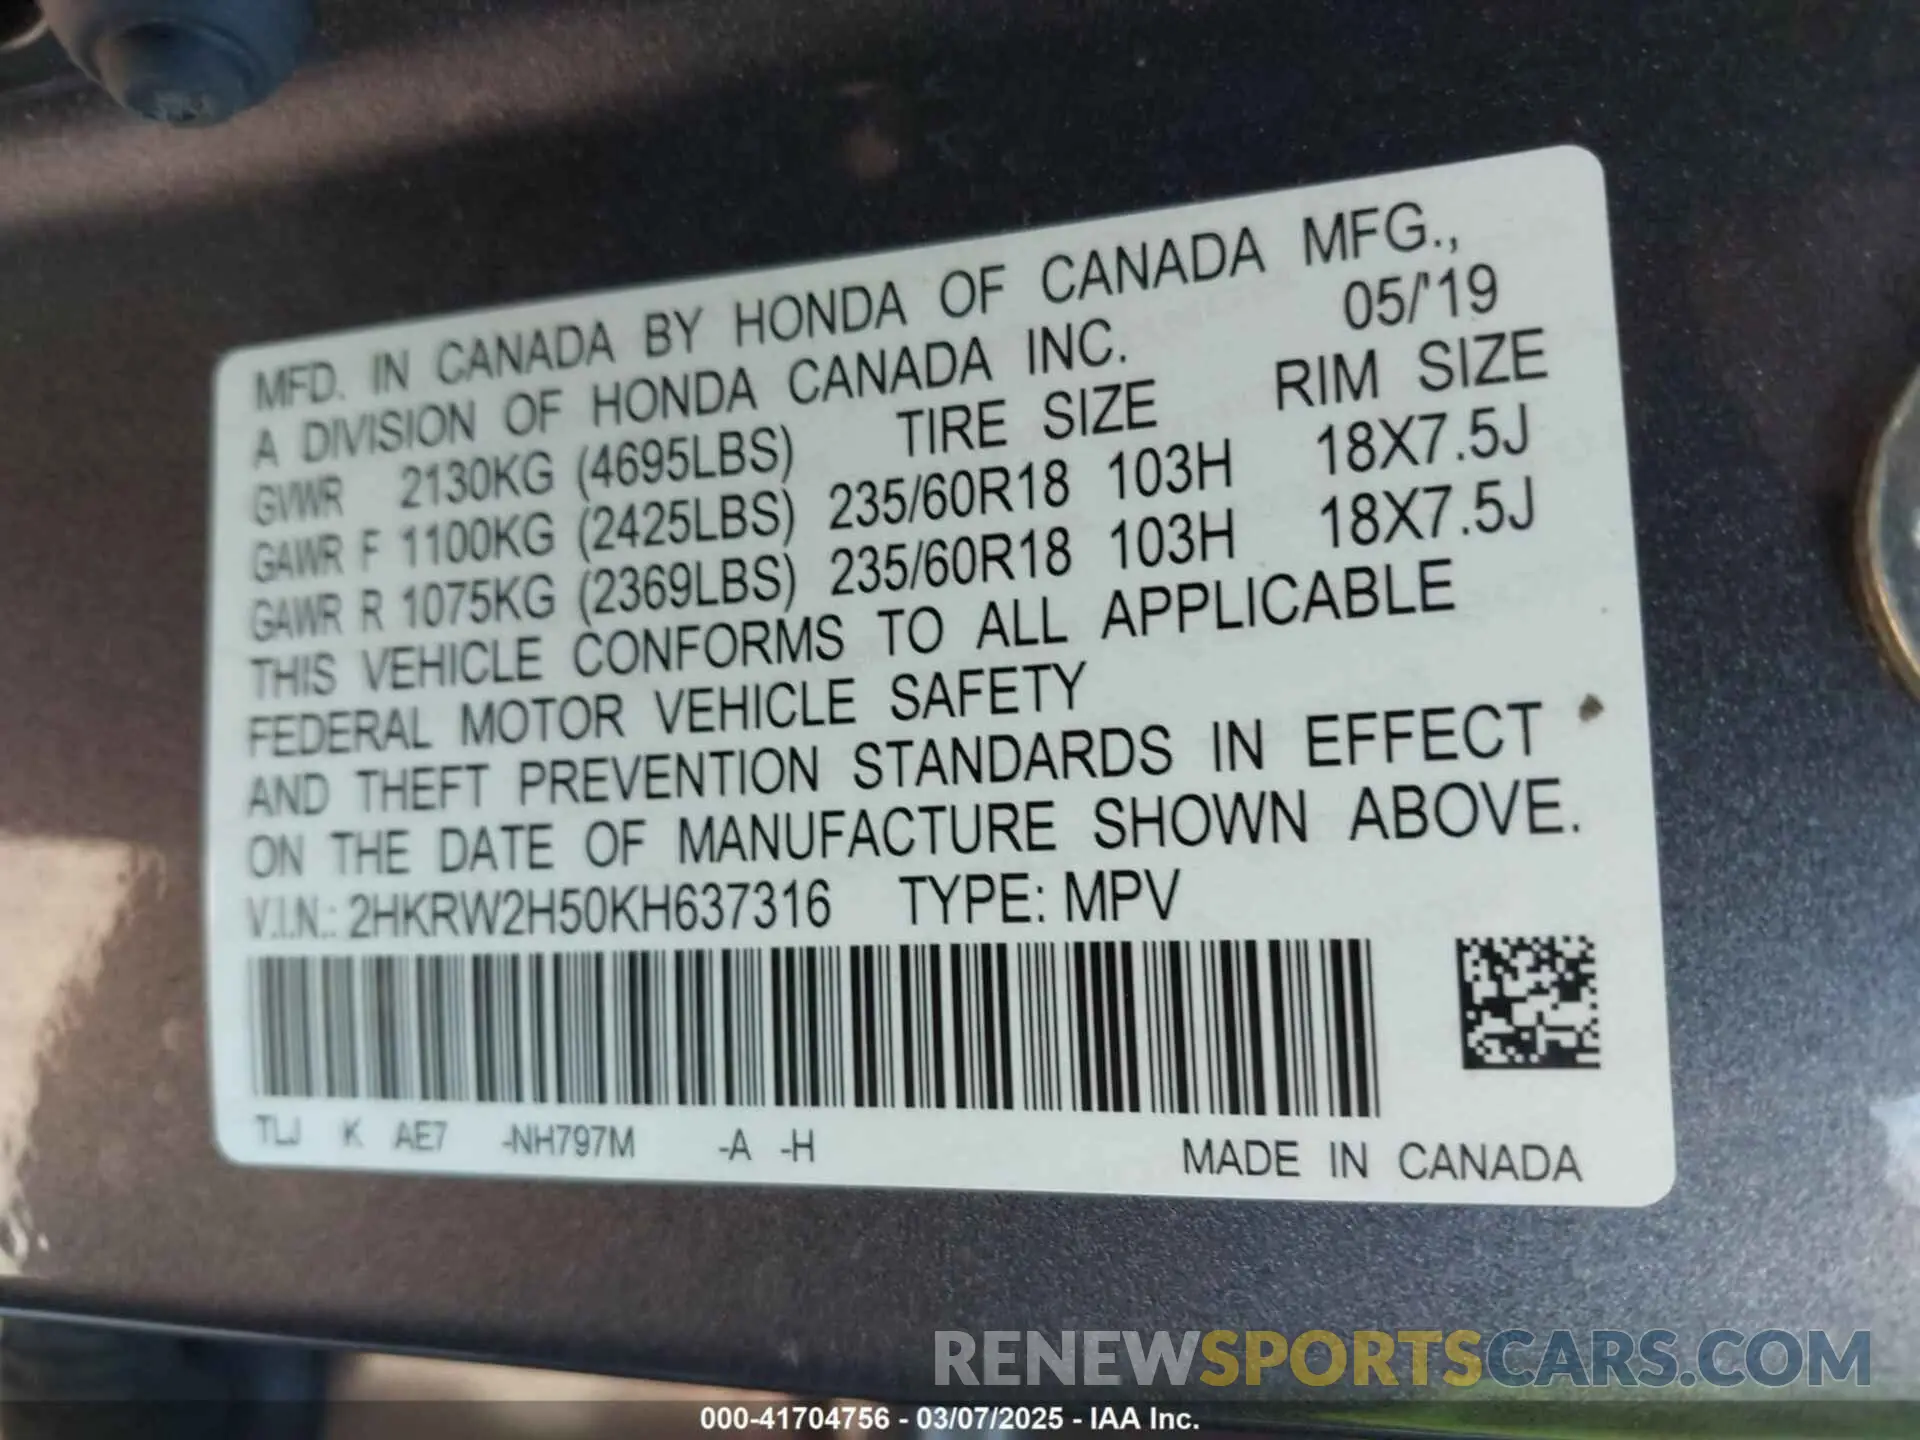 MFD. IN CANADA BY HONDA OF CANADA MFG.,
A DIVISION OF HONDA CANADA INC. 05/'19
GVWR 2130KG (4695LBS) TIRE SIZE RIM SIZE
GAWR F 1100KG (2425LBS) 235/60R18 103H 18X7.5J
GAWR R 1075KG (2369LBS) 235/60R18 103H 18X7.5J
THIS VEHICLE CONFORMS TO ALL APPLICABLE
FEDERAL MOTOR VEHICLE SAFETY
AND THEFT PREVENTION STANDARDS IN EFFECT
ON THE DATE OF MANUFACTURE SHOWN ABOVE.
V.I.N.: 2HKRW2H50KH637316 TYPE: MPV
TLJ K AE7 -NH797M -A -H MADE IN CANADA
RENEWSPORTSCARS.COM
000-41704756 - 03/07/2025 - IAA Inc.